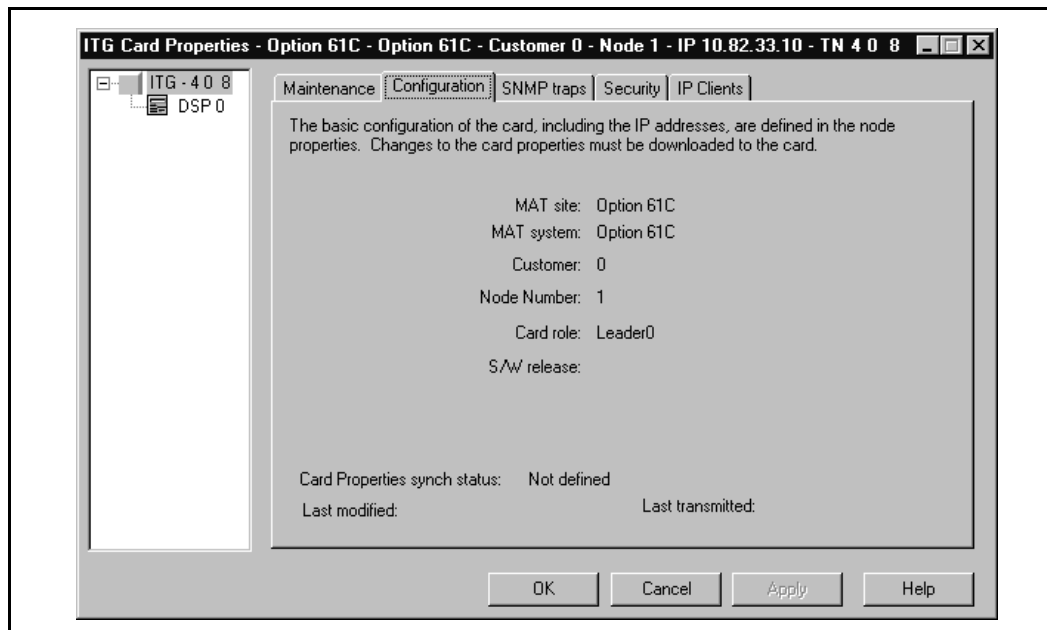 ITG Card Properties - Option 61C - Option 61C - Customer 0 - Node 1 - IP 10.82.33.10 - TN 4 0 8
ITG - 4 0 8
DSP 0
Maintenance Configuration SNMP traps Security IP Clients
The basic configuration of the card, including the IP addresses, are defined in the node
properties. Changes to the card properties must be downloaded to the card.
MAT site: Option 61C
MAT system: Option 61C
Customer: 0
Node Number: 1
Card role: Leader0
S/W release:
Card Properties synch status: Not defined
Last modified: Last transmitted:
OK Cancel Apply Help